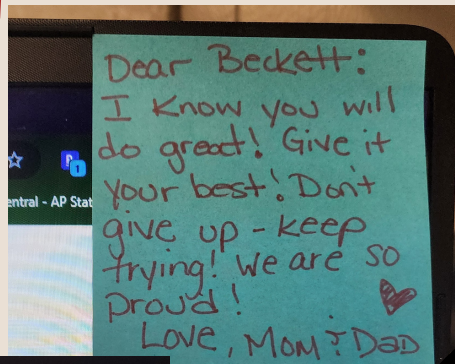 Dear Beckett:
I know you will
do great! Give it
your best! Don't
give up - keep
trying! We are so
proud!
Love, Mom & Dad
1
entral - AP Stat